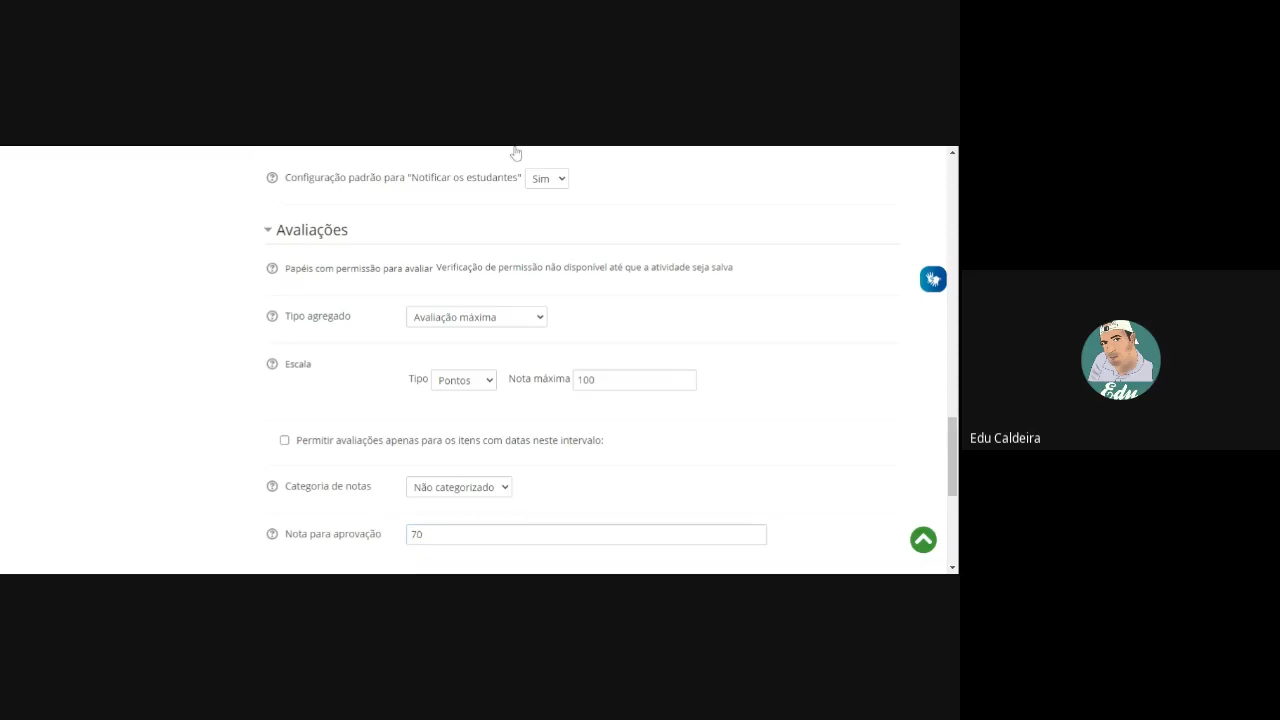 Configuração padrão para "Notificar os estudantes" Sim
Avaliações
Papéis com permissão para avaliar Verificação de permissão não disponível até que a atividade seja salva
Tipo agregado Avaliação máxima
Escala
Tipo Pontos Nota máxima 100
Permitir avaliações apenas para os itens com datas neste intervalo:
Categoria de notas Não categorizado
Nota para aprovação 70
Edu
Edu Caldeira